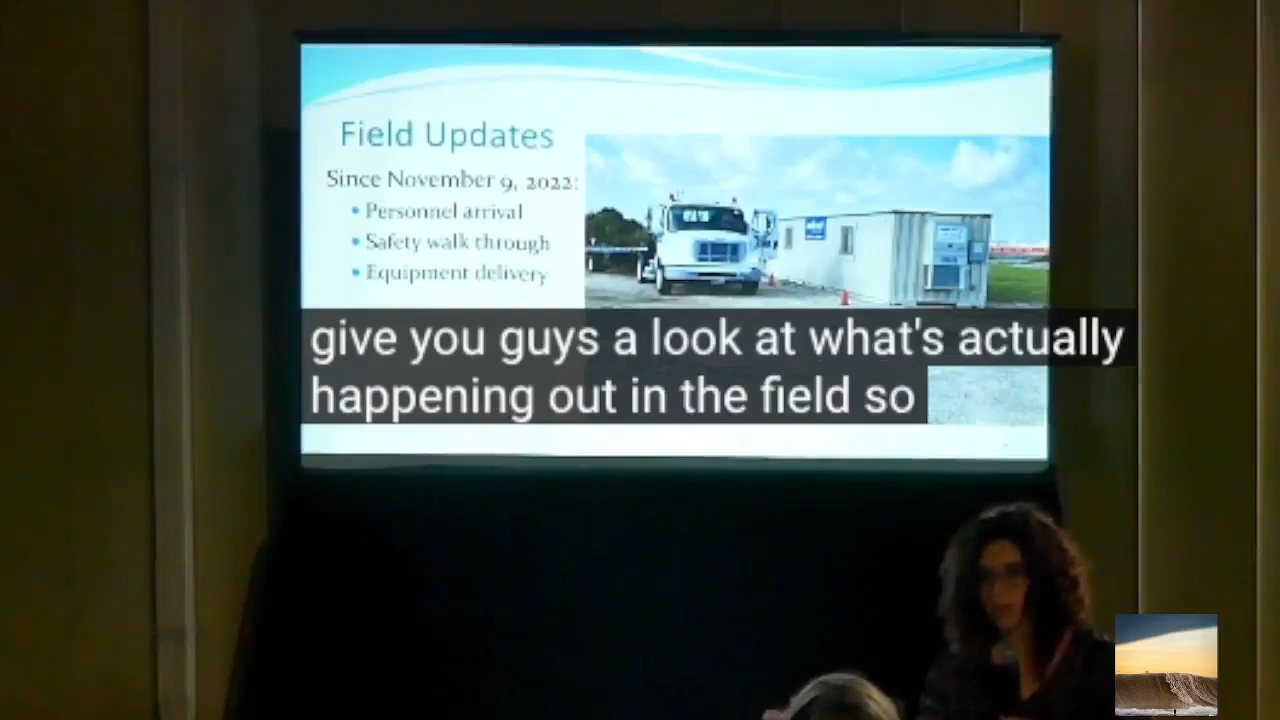 Field Updates
Since November 9, 2022:
• Personnel arrival
• Safety walk through
• Equipment delivery
give you guys a look at what's actually
happening out in the field so